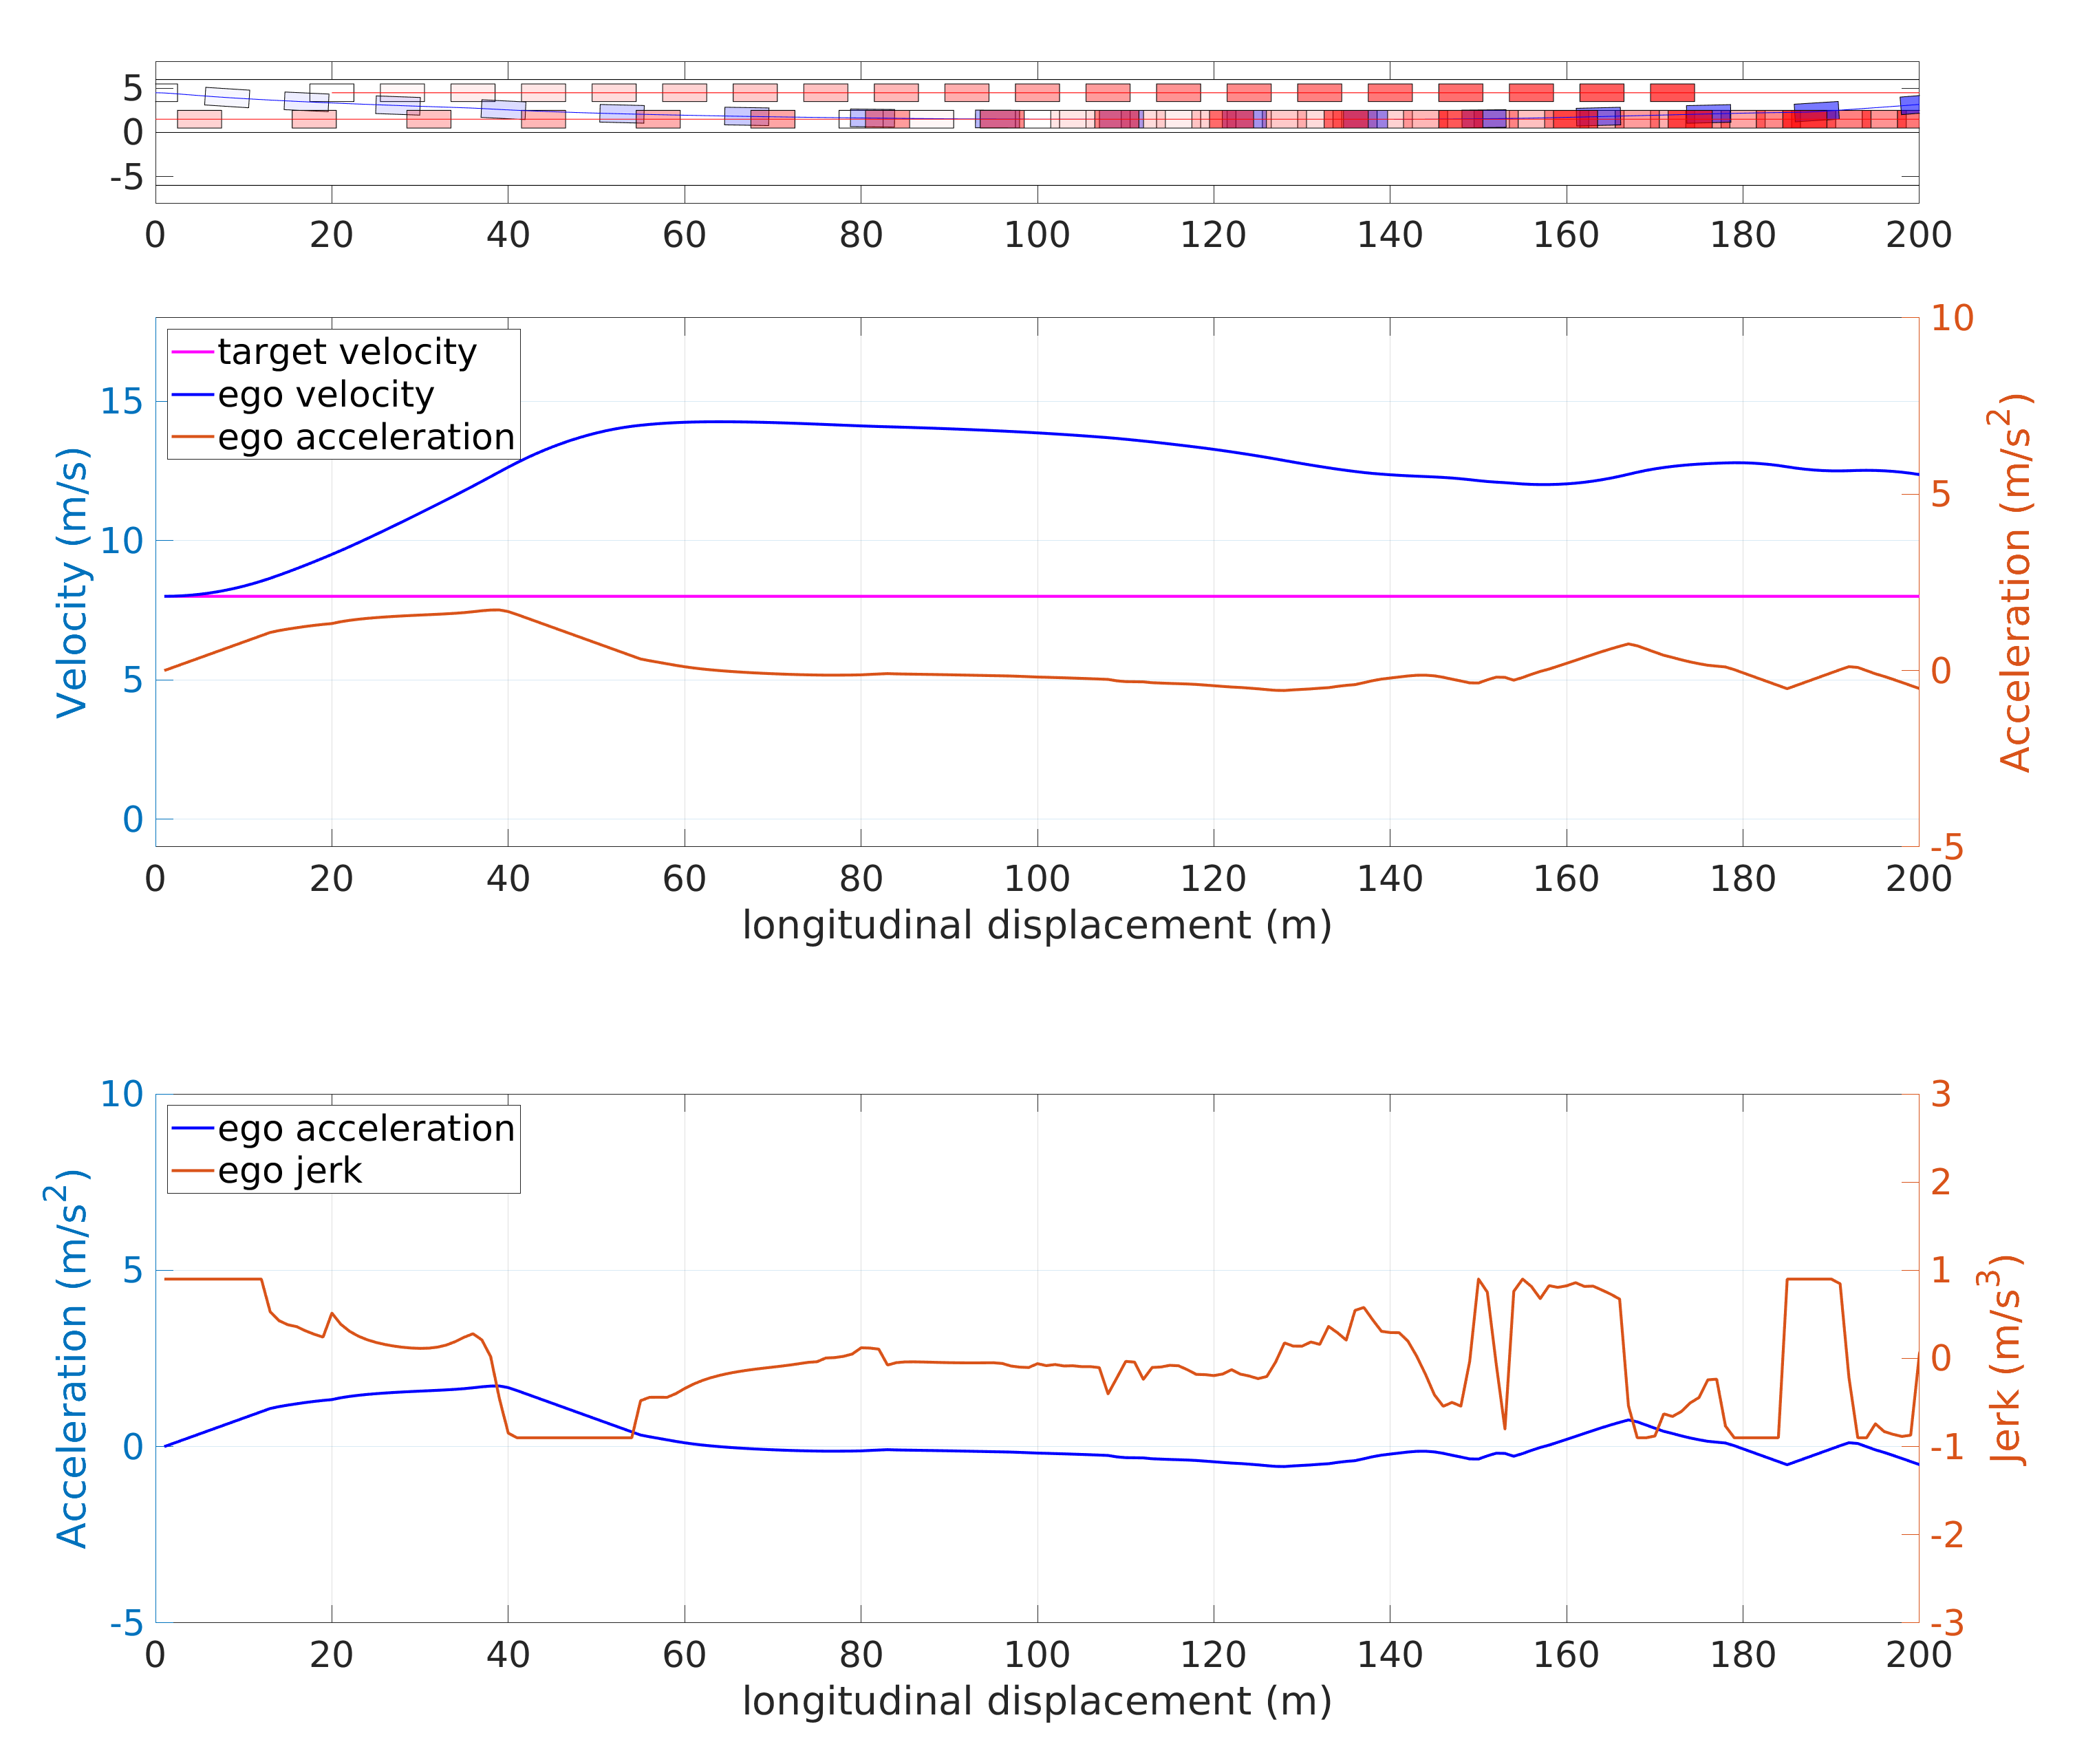 5
0
-5
0 20 40 60 80 100 120 140 160 180 200
target velocity
ego velocity
ego acceleration
Velocity (m/s)
15
10
5
0
10
5
0
-5
Acceleration (m/s²)
0 20 40 60 80 100 120 140 160 180 200
longitudinal displacement (m)
ego acceleration
ego jerk
Acceleration (m/s²)
10
5
0
-5
3
2
1
0
-1
-2
-3
Jerk (m/s³)
0 20 40 60 80 100 120 140 160 180 200
longitudinal displacement (m)